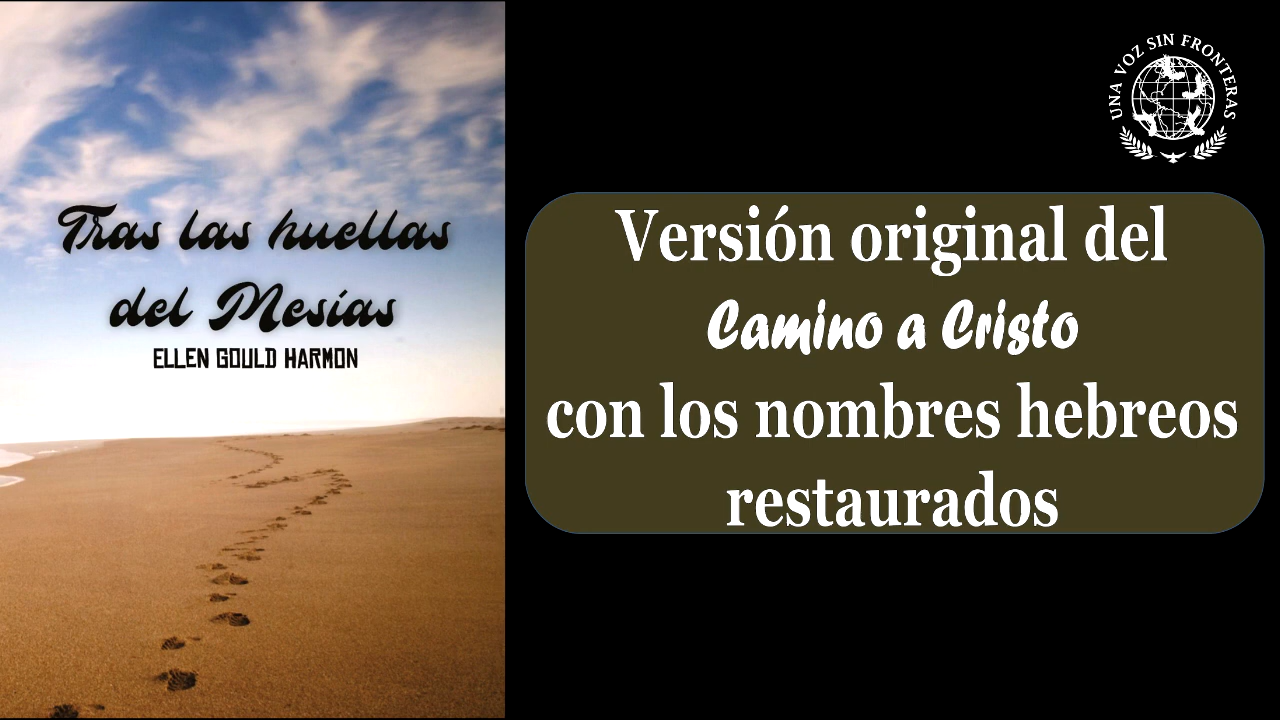 Tras las huellas
del Mesías
ELLEN GOULD HARMON
UNA VOZ SIN FRONTERAS
Versión original del
Camino a Cristo
con los nombres hebreos
restaurados